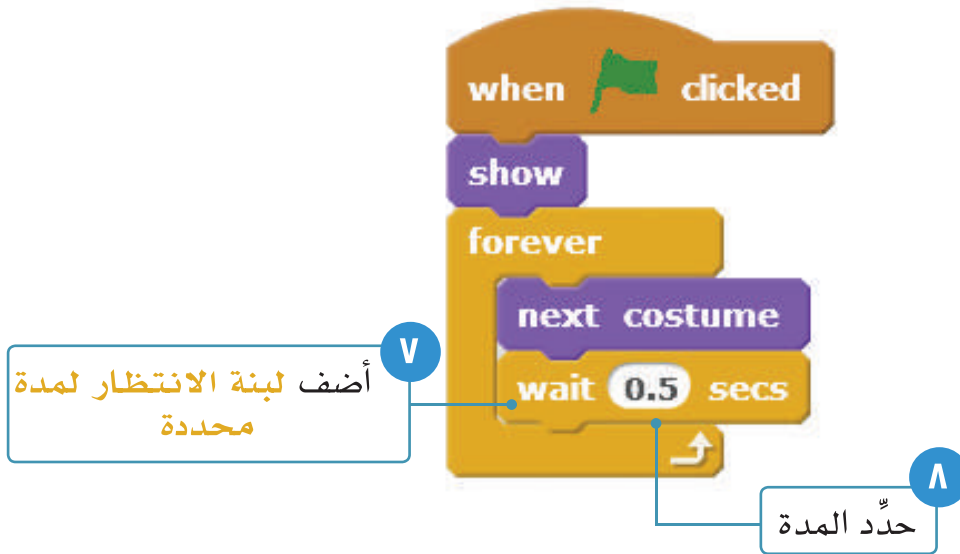 when clicked
show
forever
next costume
wait 0.5 secs
٧
أضف لبنة الانتظار لمدة
محددة
٨
حدِّد المدة